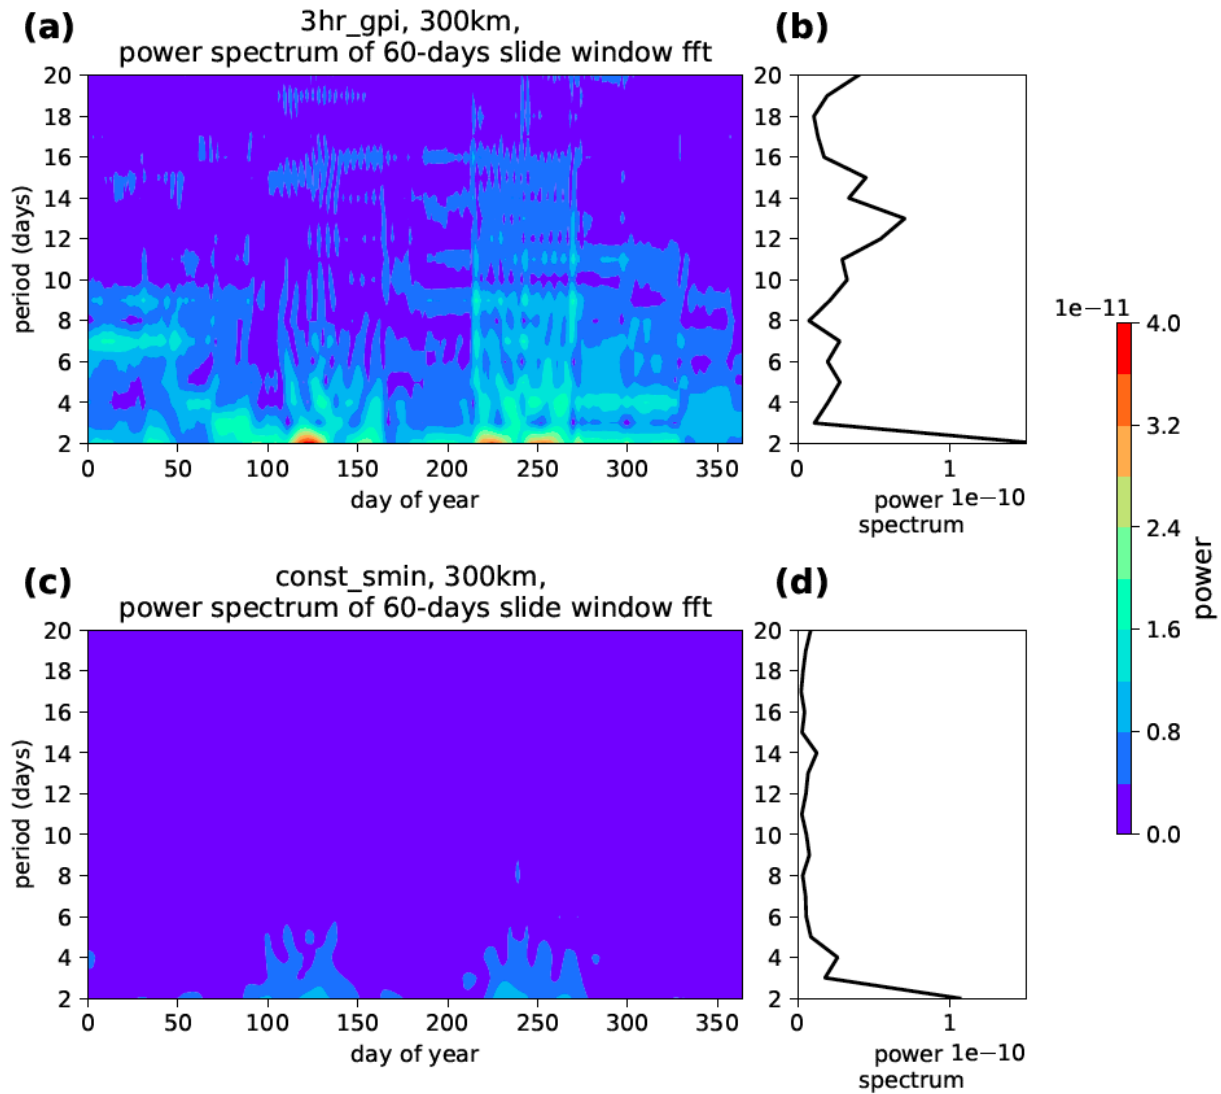 (a)
3hr_gpi, 300km,
power spectrum of 60-days slide window fft
20
18
16
14
12
10
8
6
4
2
period (days)
0 50 100 150 200 250 300 350
day of year
(b)
20
18
16
14
12
10
8
6
4
2
0 1
power 1e−10
spectrum
1e−11
4.0
3.2
2.4
1.6
0.8
0.0
power
(c)
const_smin, 300km,
power spectrum of 60-days slide window fft
20
18
16
14
12
10
8
6
4
2
period (days)
0 50 100 150 200 250 300 350
day of year
(d)
20
18
16
14
12
10
8
6
4
2
0 1
power 1e−10
spectrum